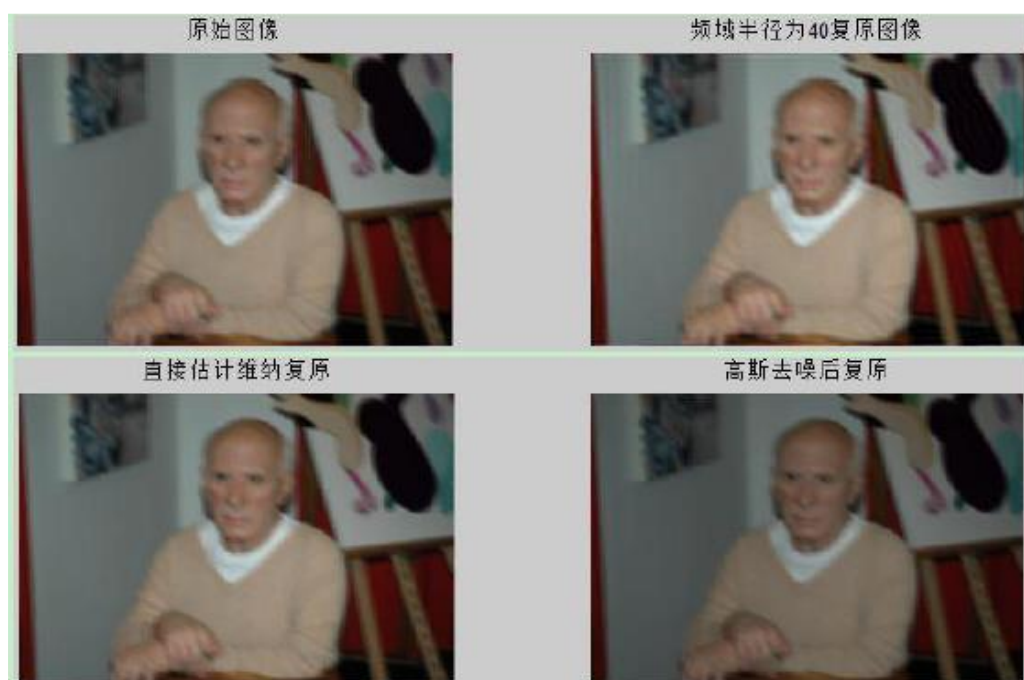 原始图像
频域半径为40复原图像
直接估计维纳复原
高斯去噪后复原